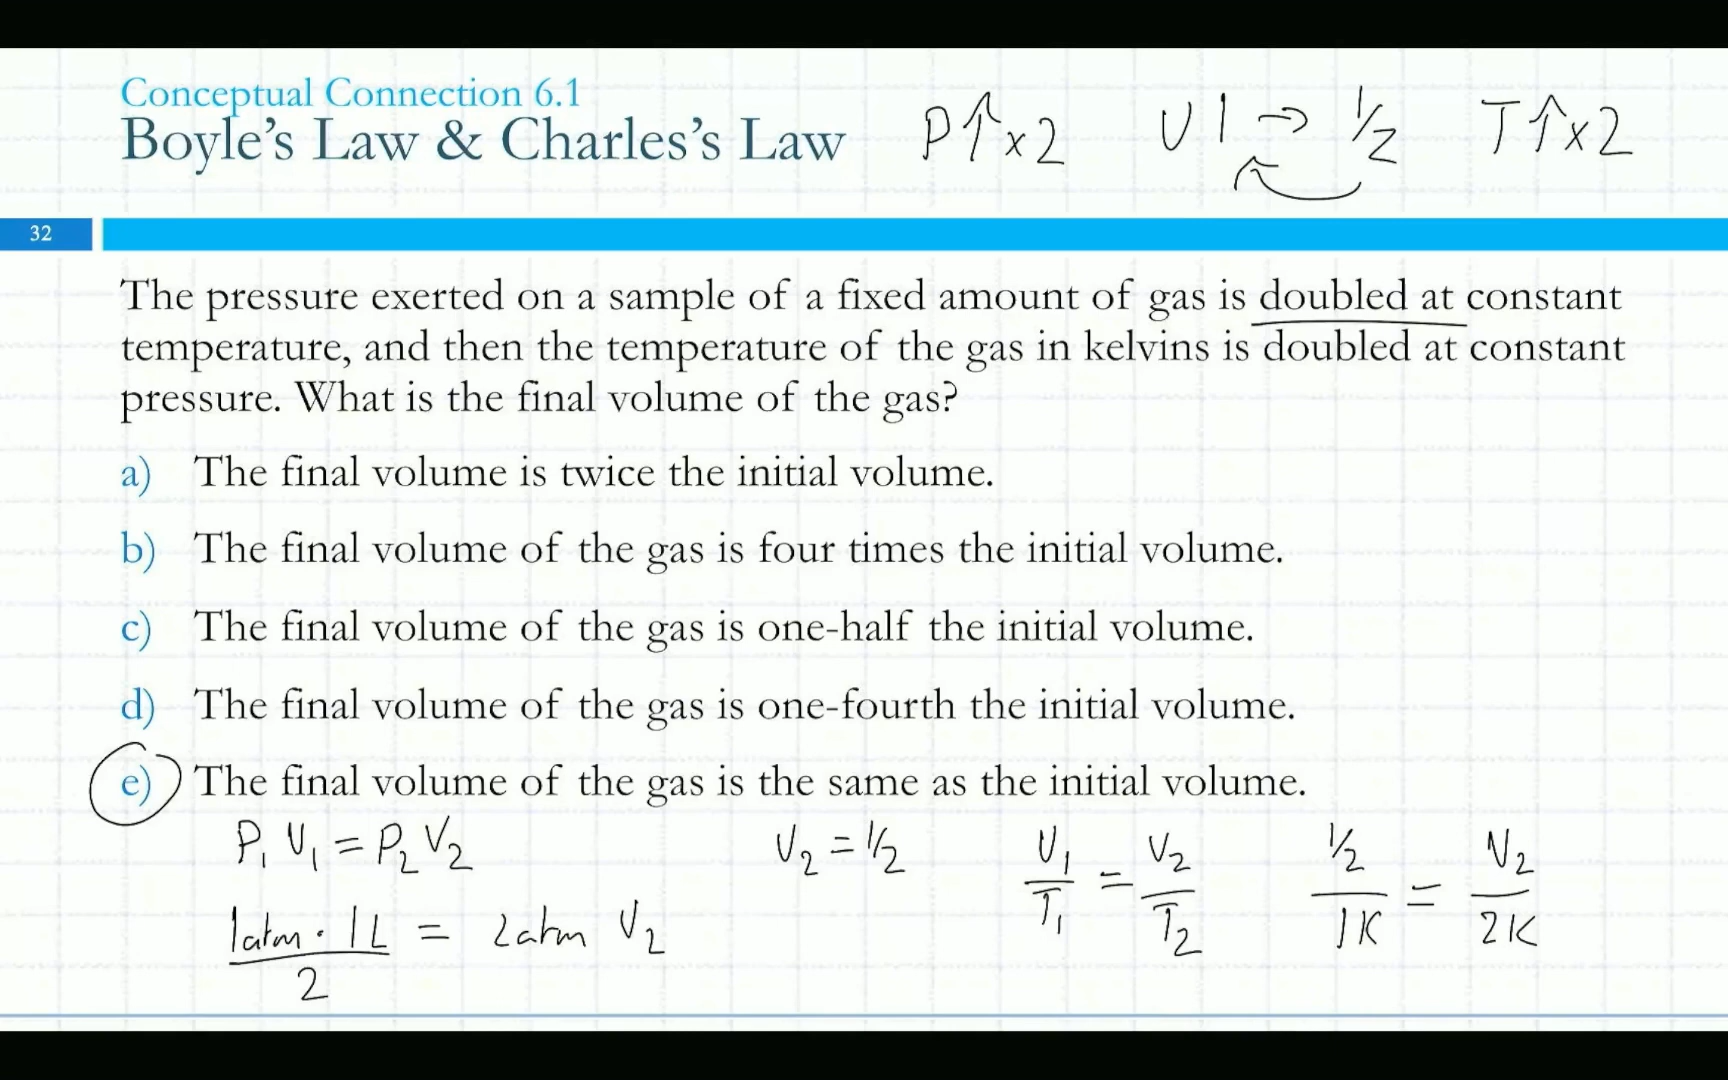 Conceptual Connection 6.1
Boyle's Law & Charles's Law
P↑x2 V 1 → 1/2 T↑x2
32
The pressure exerted on a sample of a fixed amount of gas is doubled at constant
temperature, and then the temperature of the gas in kelvins is doubled at constant
pressure. What is the final volume of the gas?
a) The final volume is twice the initial volume.
b) The final volume of the gas is four times the initial volume.
c) The final volume of the gas is one-half the initial volume.
d) The final volume of the gas is one-fourth the initial volume.
e) The final volume of the gas is the same as the initial volume.
P₁ V₁ = P₂ V₂
V₂ = 1/2
V₁/T₁ = V₂/T₂
1/2 / 1K = V₂ / 2K
1atm · 1L / 2 = 2atm V₂